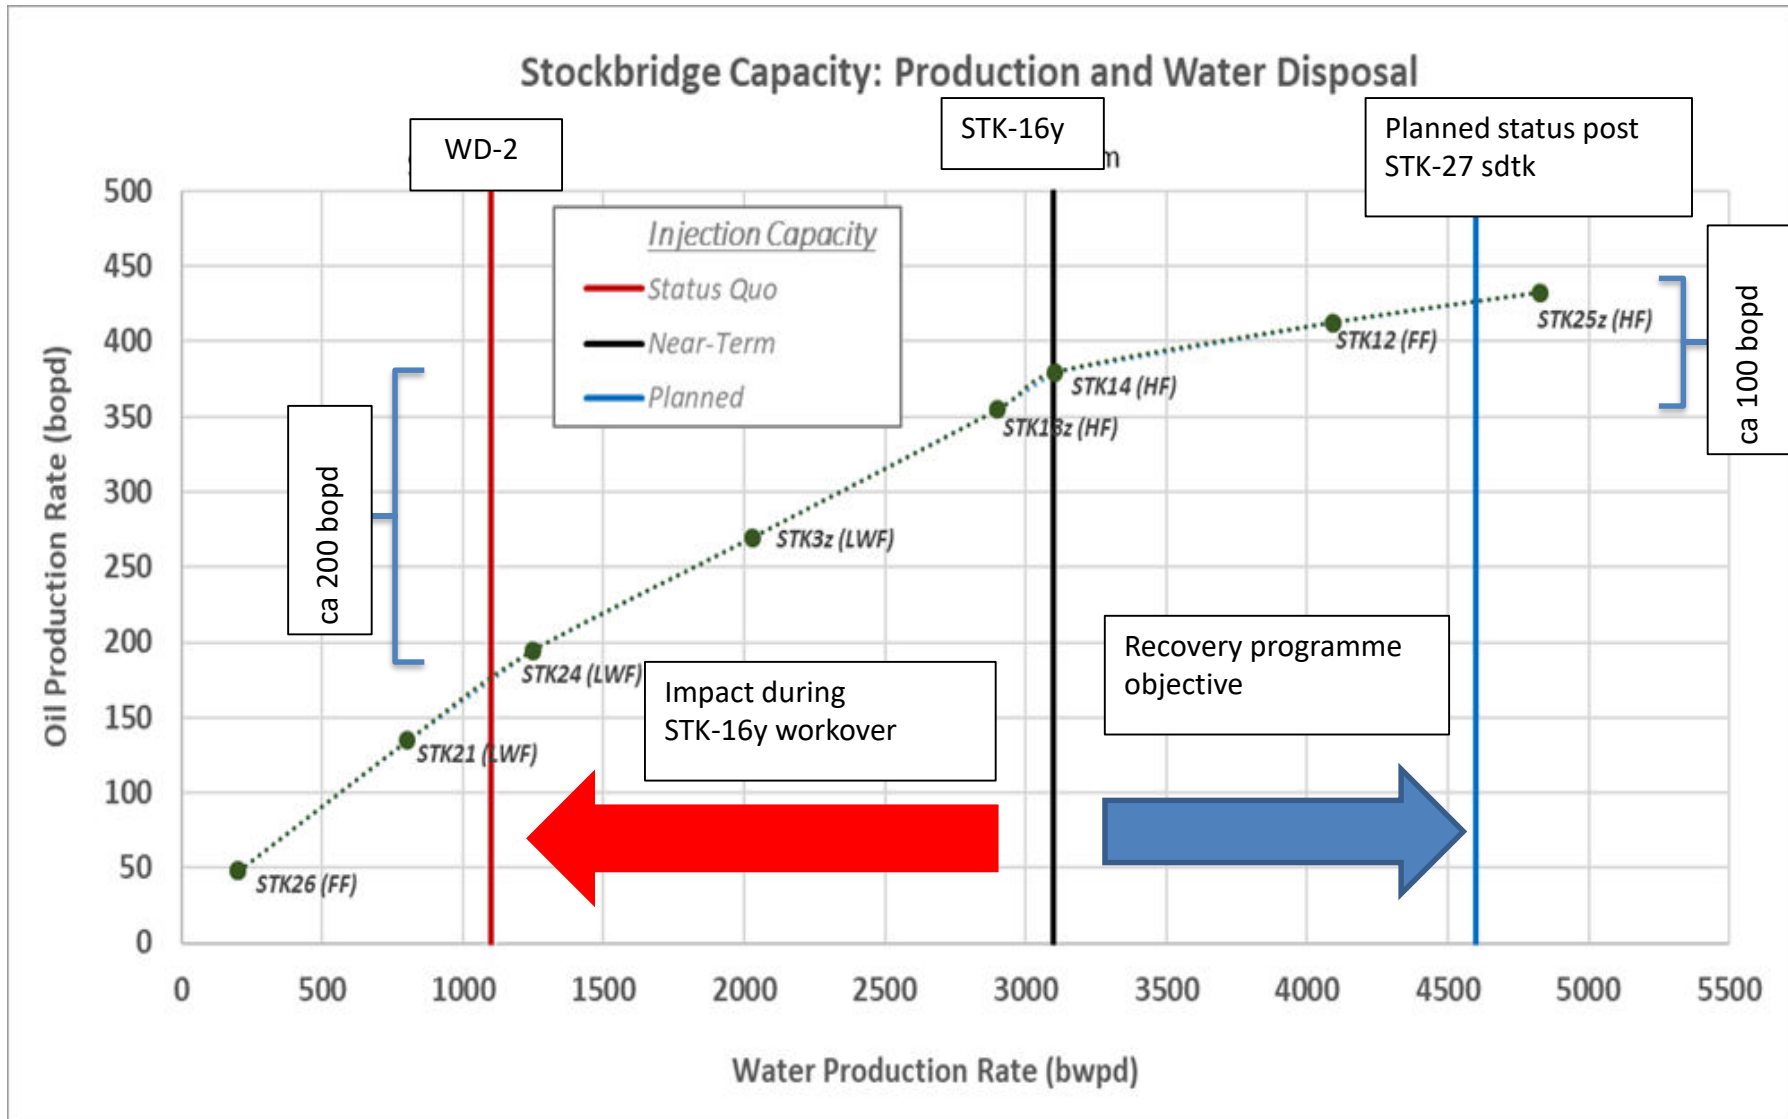 Stockbridge Capacity: Production and Water Disposal
WD-2
STK-16y
m
Planned status post
STK-27 sdtk
Injection Capacity
Status Quo
Near-Term
Planned
Oil Production Rate (bopd)
500
450
400
350
300
250
200
150
100
50
0
ca 200 bopd
ca 100 bopd
STK25z (HF)
STK12 (FF)
STK14 (HF)
STK3z (LWF)
STK24 (LWF)
STK21 (LWF)
STK26 (FF)
Impact during
STK-16y workover
Recovery programme
objective
0 500 1000 1500 2000 2500 3000 3500 4000 4500 5000 5500
Water Production Rate (bwpd)